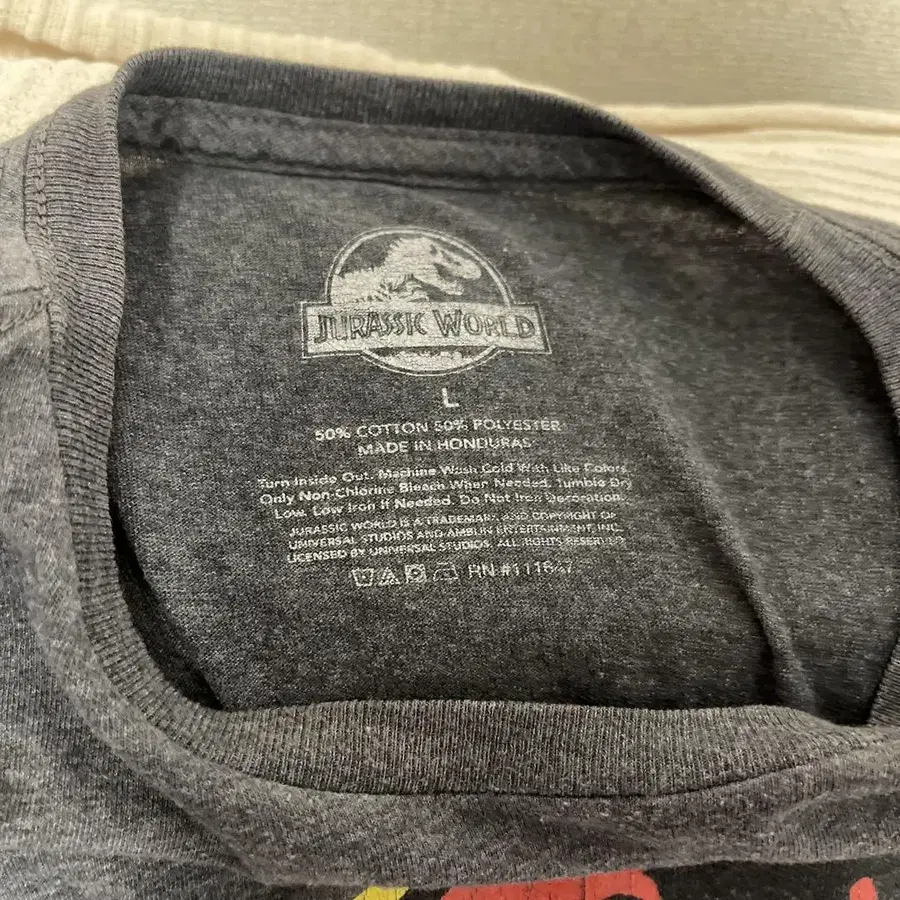 JURASSIC WORLD
L
50% COTTON 50% POLYESTER
MADE IN HONDURAS
Turn Inside Out. Machine Wash Cold With Like Colors.
Only Non-Chlorine Bleach When Needed. Tumble Dry
Low. Low Iron If Needed. Do Not Iron Decoration.
JURASSIC WORLD IS A TRADEMARK AND COPYRIGHT OF
UNIVERSAL STUDIOS AND AMBLIN ENTERTAINMENT, INC.
LICENSED BY UNIVERSAL STUDIOS. ALL RIGHTS RESERVED.